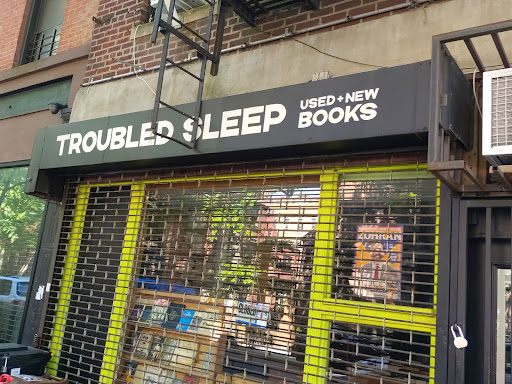 TROUBLED SLEEP
USED + NEW
BOOKS